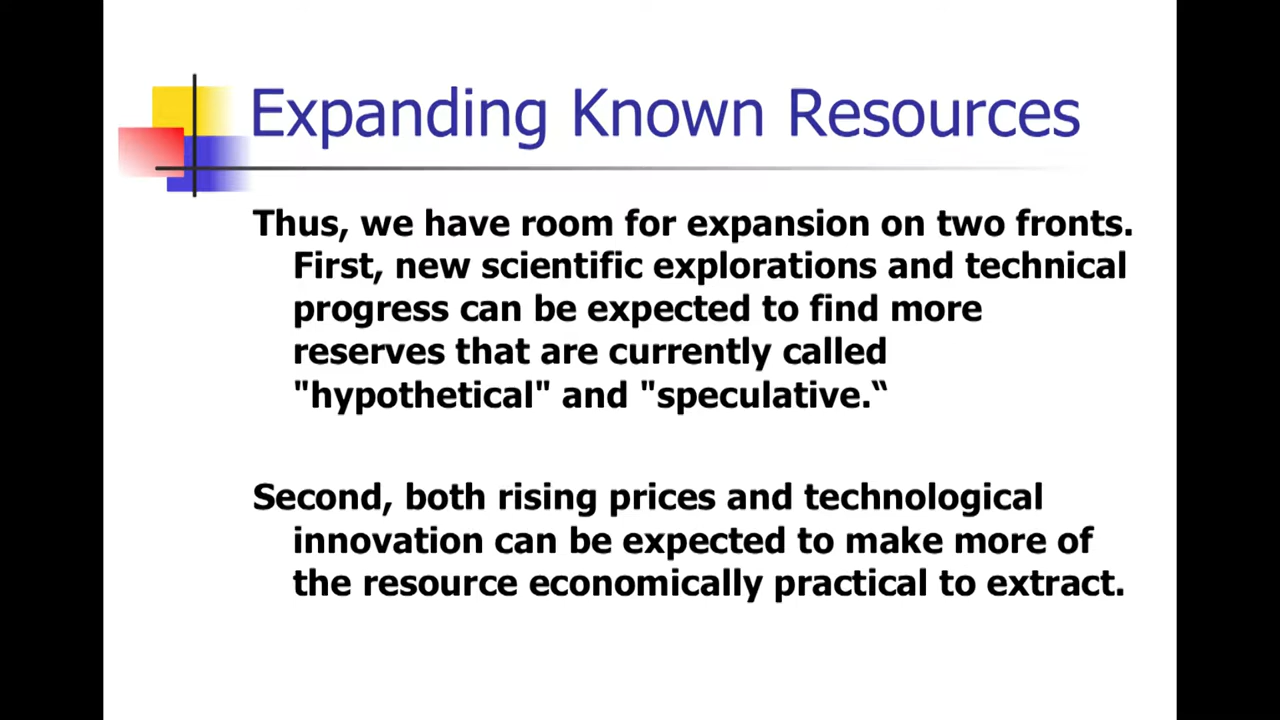 Expanding Known Resources
Thus, we have room for expansion on two fronts.
First, new scientific explorations and technical
progress can be expected to find more
reserves that are currently called
"hypothetical" and "speculative.“
Second, both rising prices and technological
innovation can be expected to make more of
the resource economically practical to extract.